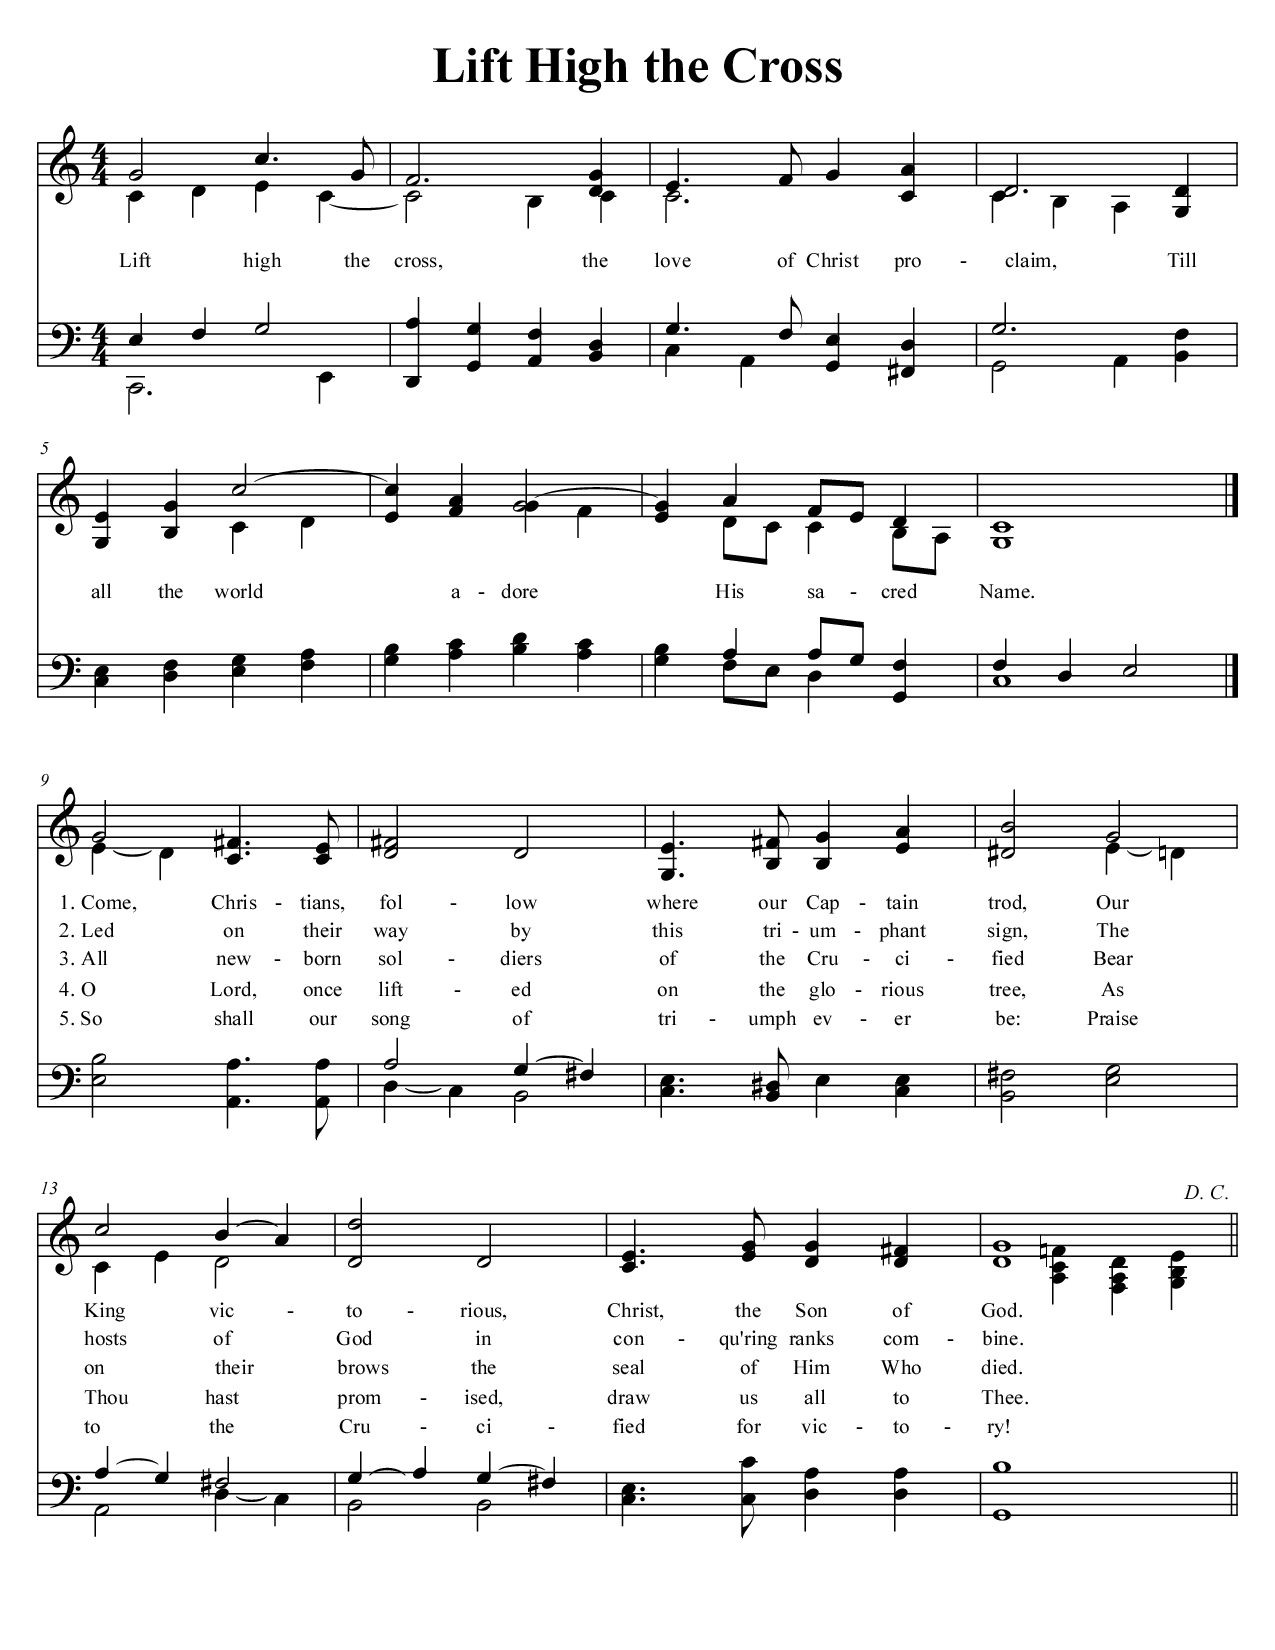 Lift High the Cross
4 4
Lift high the cross, the love of Christ pro - claim, Till
4 4
5
all the world a - dore His sa - cred Name.
9
1. Come, Chris - tians, fol - low where our Cap - tain trod, Our
2. Led on their way by this tri - um - phant sign, The
3. All new - born sol - diers of the Cru - ci - fied Bear
4. O Lord, once lift - ed on the glo - rious tree, As
5. So shall our song of tri - umph ev - er be: Praise
13
D. C.
King vic - to - rious, Christ, the Son of God.
hosts of God in con - qu'ring ranks com - bine.
on their brows the seal of Him Who died.
Thou hast prom - ised, draw us all to Thee.
to the Cru - ci - fied for vic - to - ry!